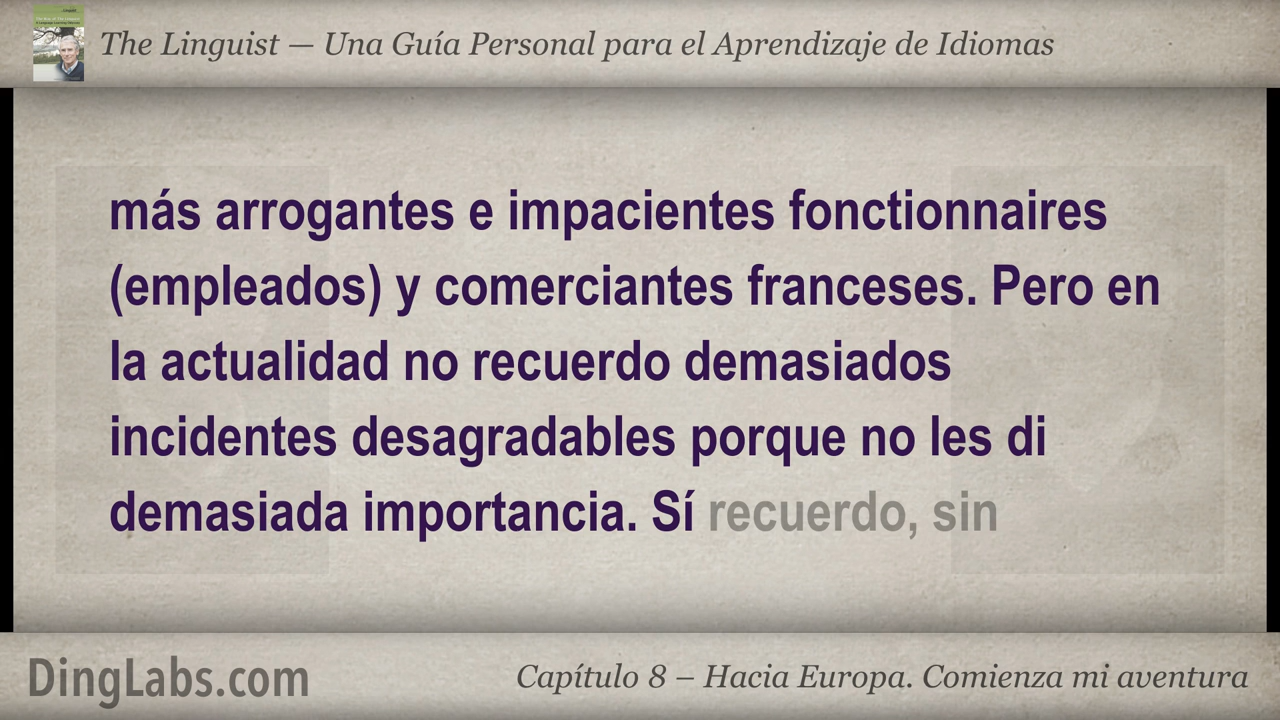 The Linguist — Una Guía Personal para el Aprendizaje de Idiomas
más arrogantes e impacientes fonctionnaires
(empleados) y comerciantes franceses. Pero en
la actualidad no recuerdo demasiados
incidentes desagradables porque no les di
demasiada importancia. Sí recuerdo, sin
DingLabs.com
Capítulo 8 – Hacia Europa. Comienza mi aventura